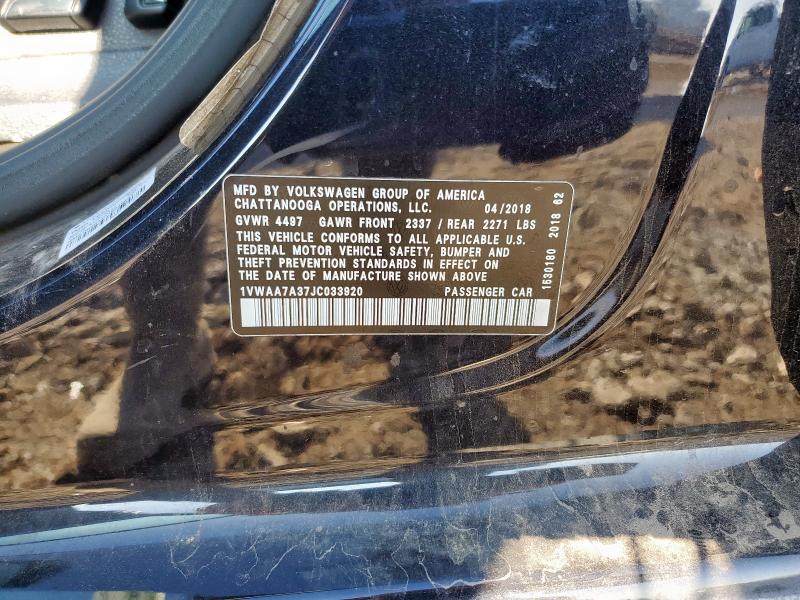 MFD BY VOLKSWAGEN GROUP OF AMERICA
CHATTANOOGA OPERATIONS, LLC. 04/2018
GVWR 4497 GAWR FRONT 2337 / REAR 2271 LBS
THIS VEHICLE CONFORMS TO ALL APPLICABLE U.S.
FEDERAL MOTOR VEHICLE SAFETY, BUMPER AND
THEFT PREVENTION STANDARDS IN EFFECT ON
THE DATE OF MANUFACTURE SHOWN ABOVE
1VWAA7A37JC033920 PASSENGER CAR
1630180 2018 62